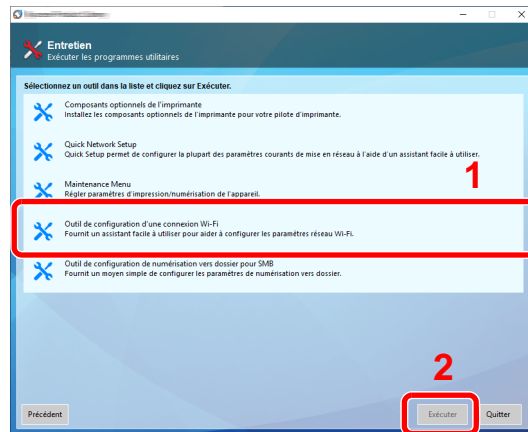 Entretien
Exécuter les programmes utilitaires
Sélectionnez un outil dans la liste et cliquez sur Exécuter.
Composants optionnels de l'imprimante
Installez les composants optionnels de l'imprimante pour votre pilote d'imprimante.
Quick Network Setup
Quick Setup permet de configurer la plupart des paramètres courants de mise en réseau à l'aide d'un assistant facile à utiliser.
1
Maintenance Menu
Régler paramètres d'impression/numérisation de l'appareil.
Outil de configuration d'une connexion Wi-Fi
Fournit un assistant facile à utiliser pour aider à configurer les paramètres réseau Wi-Fi.
Outil de configuration de numérisation vers dossier pour SMB
Fournit un moyen simple de configurer les paramètres de numérisation vers dossier.
2
Précédent
Exécuter
Quitter